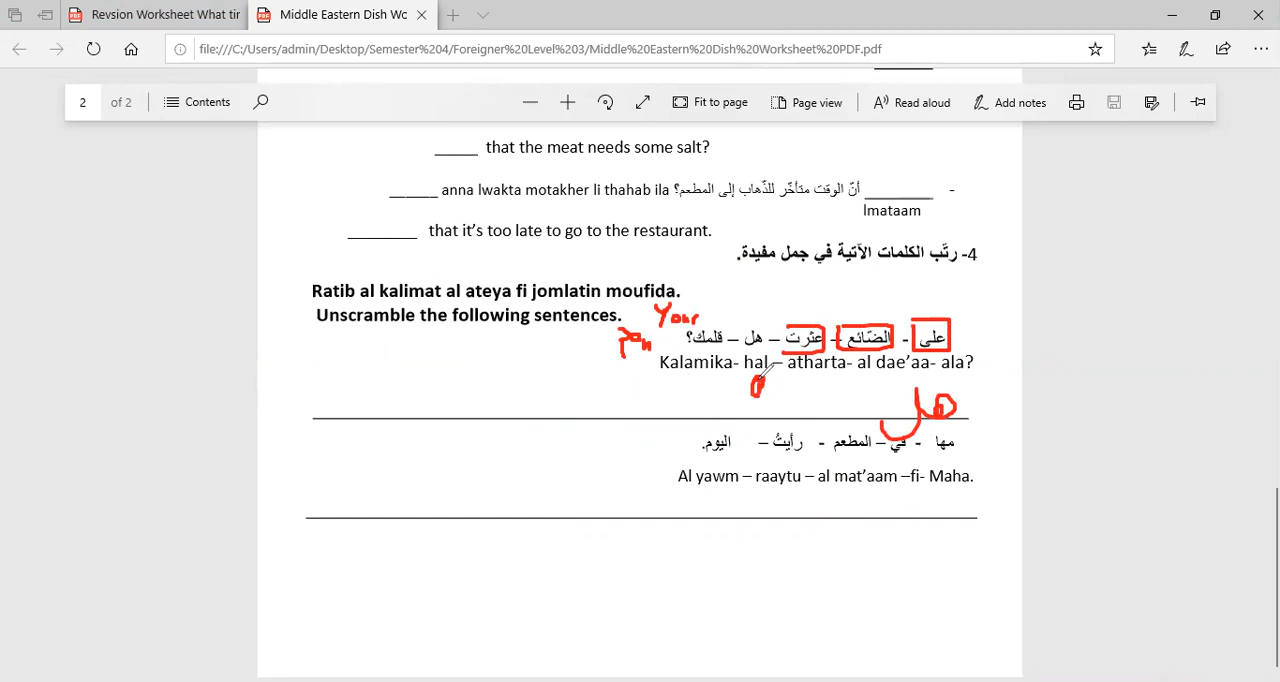 Revsion Worksheet What tir
Middle Eastern Dish Wo
file:///C:/Users/admin/Desktop/Semester%204/Foreigner%20Level%203/Middle%20Eastern%20Dish%20Worksheet%20PDF.pdf
2 of 2 Contents Fit to page Page view Read aloud Add notes
_____ that the meat needs some salt?
- ________ أنّ الوقت متأخّر للذّهاب إلى المطعم؟ ______ anna lwakta motakher li thahab ila
lmataam
________ that it's too late to go to the restaurant.
4- رتّب الكلمات الآتية في جمل مفيدة.
Ratib al kalimat al ateya fi jomlatin moufida.
Unscramble the following sentences.
Your
Pen
على - الضّائع – عثرت – هل – قلمك؟
Kalamika- hal – atharta- al dae'aa- ala?
هل
مها - في – المطعم - رأيتُ – اليوم.
Al yawm – raaytu – al mat'aam –fi- Maha.